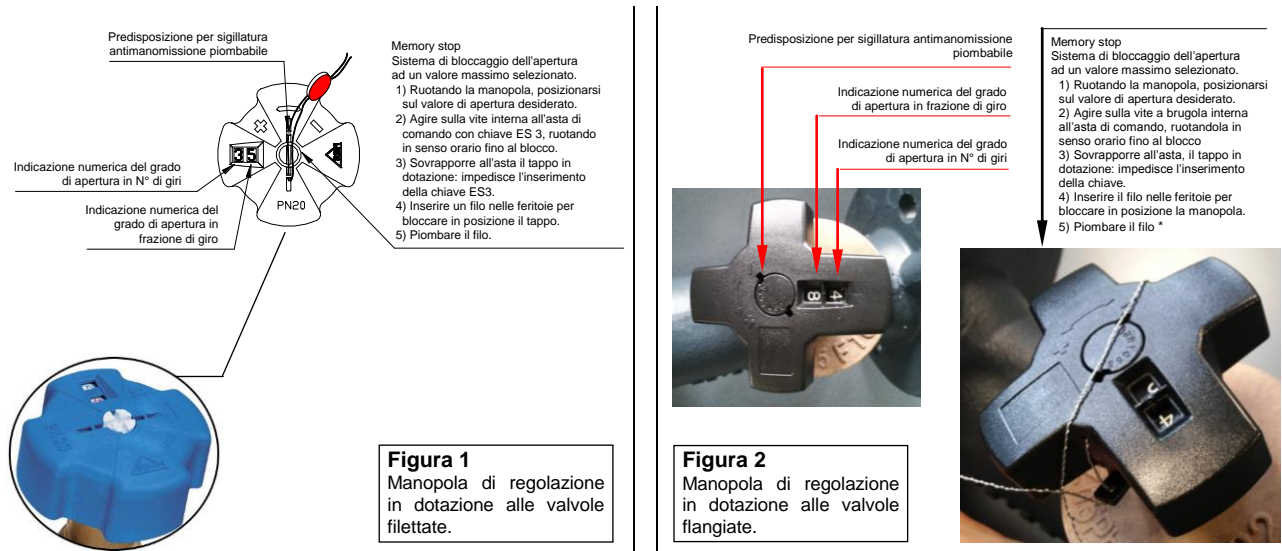 Predisposizione per sigillatura
antimanomissione piombabile
Memory stop
Sistema di bloccaggio dell'apertura
ad un valore massimo selezionato.
1) Ruotando la manopola, posizionarsi
sul valore di apertura desiderato.
2) Agire sulla vite interna all'asta di
comando con chiave ES 3, ruotando
in senso orario fino al blocco.
3) Sovrapporre all'asta il tappo in
dotazione: impedisce l'inserimento
della chiave ES3.
4) Inserire un filo nelle feritoie per
bloccare in posizione il tappo.
5) Piombare il filo.
35
PN20
Indicazione numerica del grado
di apertura in N° di giri
Indicazione numerica del
grado di apertura in
frazione di giro
PN20
Figura 1
Manopola di regolazione
in dotazione alle valvole
filettate.
Predisposizione per sigillatura antimanomissione
piombabile
Indicazione numerica del grado
di apertura in frazione di giro
Indicazione numerica del grado
di apertura in N° di giri
8 4
Memory stop
Sistema di bloccaggio dell'apertura
ad un valore massimo selezionato.
1) Ruotando la manopola, posizionarsi
sul valore di apertura desiderato.
2) Agire sulla vite a brugola interna
all'asta di comando, ruotandola in
senso orario fino al blocco
3) Sovrapporre all'asta, il tappo in
dotazione: impedisce l'inserimento
della chiave.
4) Inserire il filo nelle feritoie per
bloccare in posizione la manopola.
5) Piombare il filo *
4
Figura 2
Manopola di regolazione
in dotazione alle valvole
flangiate.